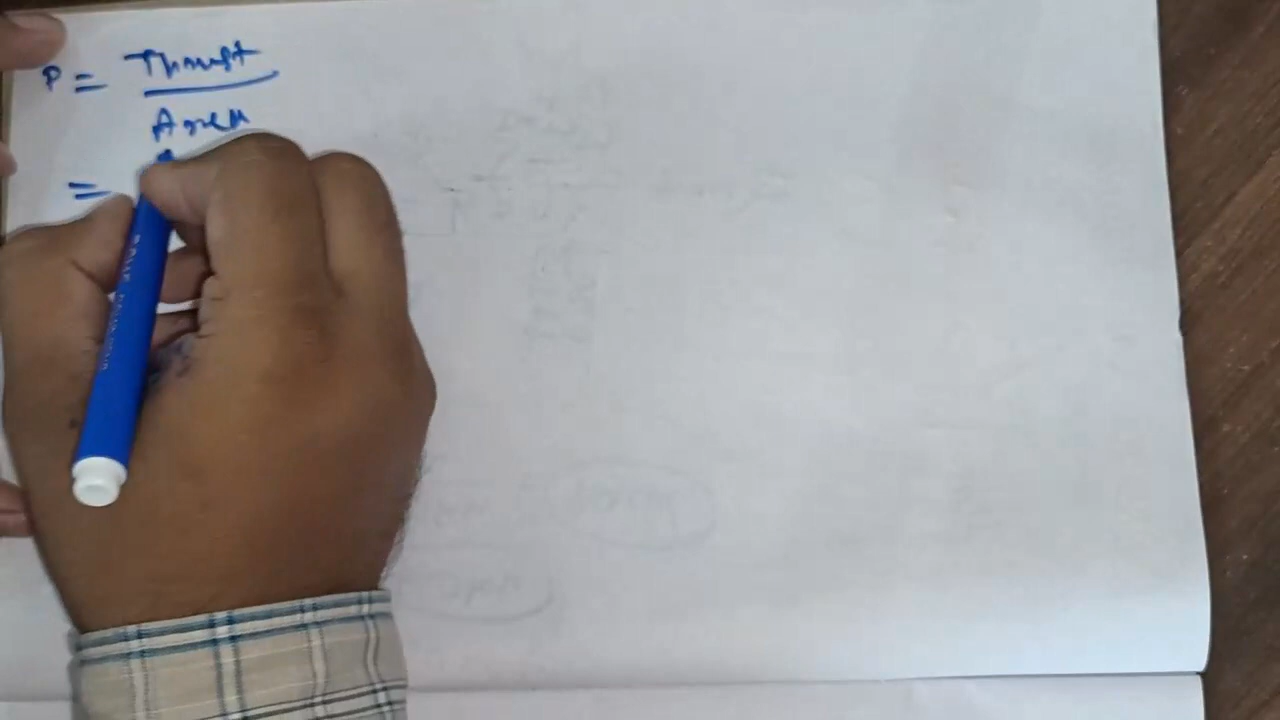 P = Thrust
Area
=